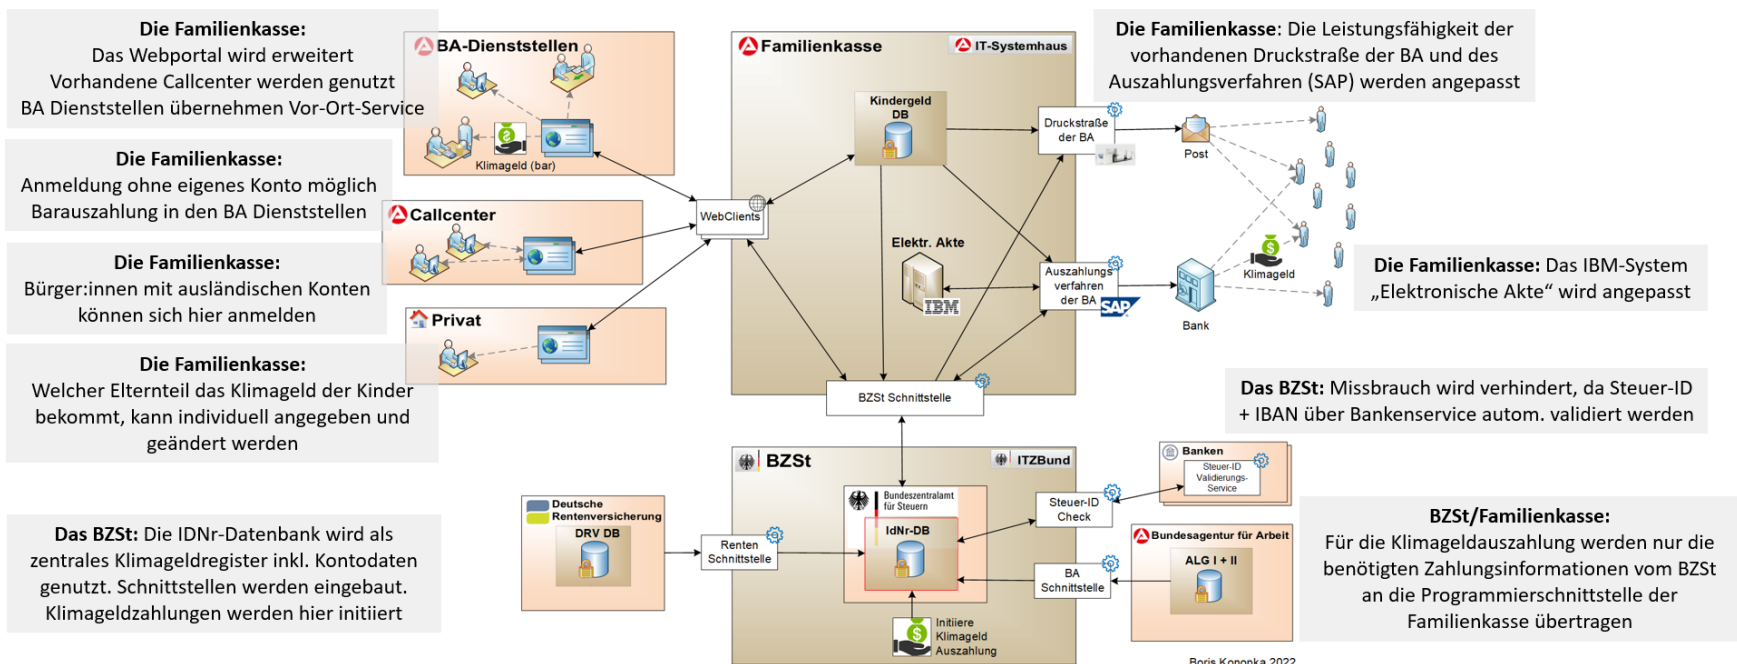 Die Familienkasse:
Das Webportal wird erweitert
Vorhandene Callcenter werden genutzt
BA Dienststellen übernehmen Vor-Ort-Service
Die Familienkasse:
Anmeldung ohne eigenes Konto möglich
Barauszahlung in den BA Dienststellen
Die Familienkasse:
Bürger:innen mit ausländischen Konten
können sich hier anmelden
Die Familienkasse:
Welcher Elternteil das Klimageld der Kinder
bekommt, kann individuell angegeben und
geändert werden
Das BZSt: Die IDNr-Datenbank wird als
zentrales Klimageldregister inkl. Kontodaten
genutzt. Schnittstellen werden eingebaut.
Klimageldzahlungen werden hier initiiert
BA-Dienststellen
Klimageld (bar)
Callcenter
Privat
WebClients
Familienkasse
IT-Systemhaus
Kindergeld
DB
Elektr. Akte
IBM
Druckstraße
der BA
Auszahlungs
verfahren
der BA
SAP
BZSt Schnittstelle
Post
Klimageld
Bank
Die Familienkasse: Die Leistungsfähigkeit der
vorhandenen Druckstraße der BA und des
Auszahlungsverfahren (SAP) werden angepasst
Die Familienkasse: Das IBM-System
„Elektronische Akte“ wird angepasst
Das BZSt: Missbrauch wird verhindert, da Steuer-ID
+ IBAN über Bankenservice autom. validiert werden
BZSt
ITZBund
Deutsche
Rentenversicherung
DRV DB
Renten
Schnittstelle
Bundeszentralamt
für Steuern
IdNr-DB
Initiiere
Klimageld
Auszahlung
Steuer-ID
Check
BA
Schnittstelle
Banken
Steuer-ID
Validierungs-
Service
Bundesagentur für Arbeit
ALG I + II
BZSt/Familienkasse:
Für die Klimageldauszahlung werden nur die
benötigten Zahlungsinformationen vom BZSt
an die Programmierschnittstelle der
Familienkasse übertragen
Boris Kononka 2022